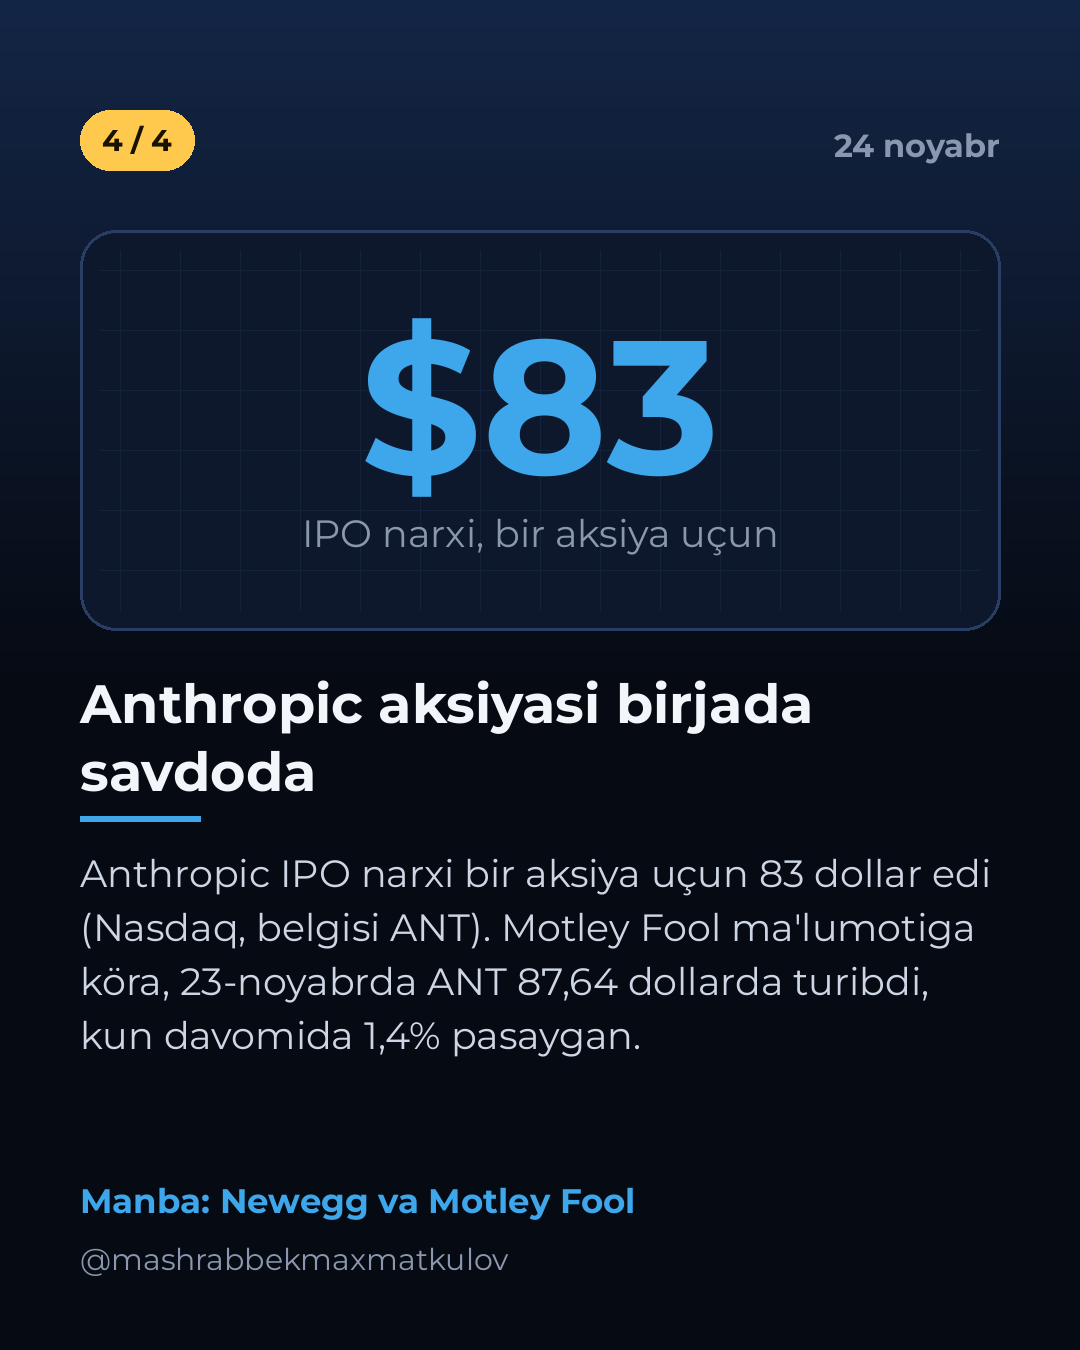 4 / 4
24 noyabr
$83
IPO narxi, bir aksiya uçun
Anthropic aksiyasi birjada
savdoda
Anthropic IPO narxi bir aksiya uçun 83 dollar edi
(Nasdaq, belgisi ANT). Motley Fool ma'lumotiga
köra, 23-noyabrda ANT 87,64 dollarda turibdi,
kun davomida 1,4% pasaygan.
Manba: Newegg va Motley Fool
@mashrabbekmaxmatkulov